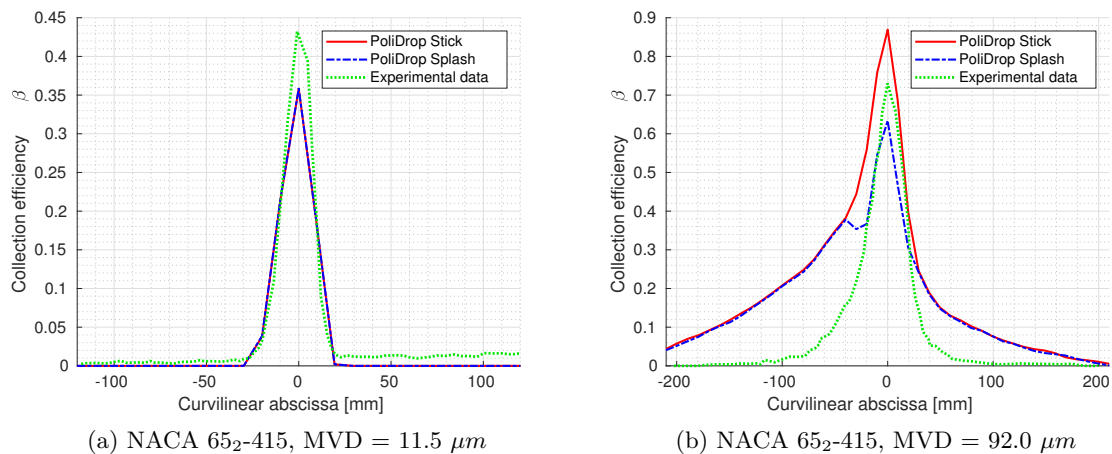 0.45
0.4
0.35
0.3
0.25
0.2
0.15
0.1
0.05
0
Collection efficiency β
-100 -50 0 50 100
Curvilinear abscissa [mm]
PoliDrop Stick
PoliDrop Splash
Experimental data
(a) NACA 65₂-415, MVD = 11.5 μm
0.9
0.8
0.7
0.6
0.5
0.4
0.3
0.2
0.1
0
Collection efficiency β
-200 -100 0 100 200
Curvilinear abscissa [mm]
PoliDrop Stick
PoliDrop Splash
Experimental data
(b) NACA 65₂-415, MVD = 92.0 μm